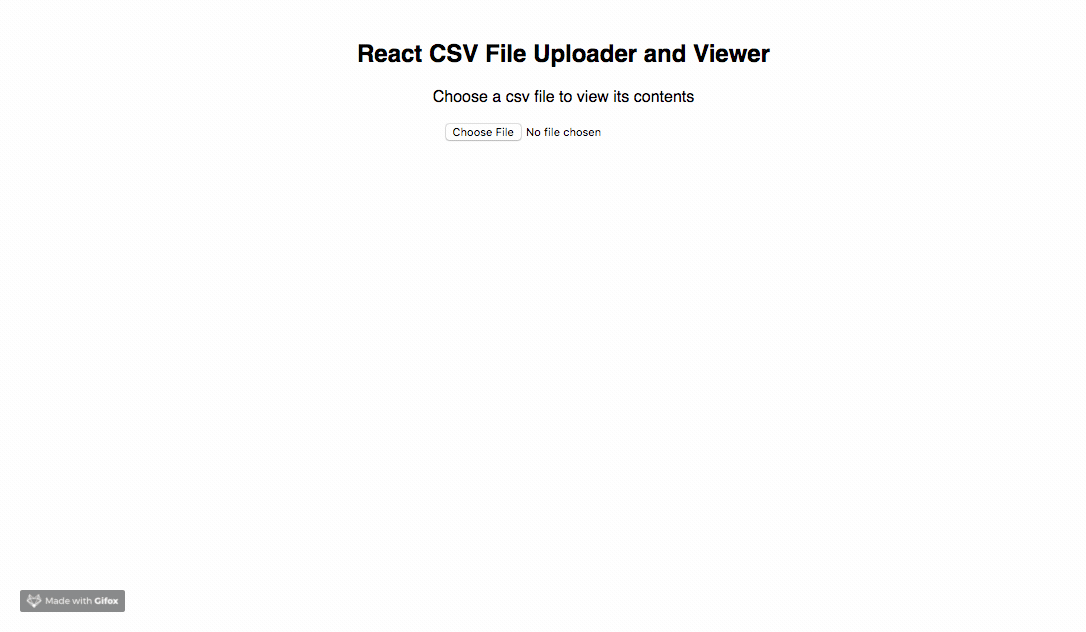 React CSV File Uploader and Viewer
Choose a csv file to view its contents
Choose File No file chosen
Made with Gifox